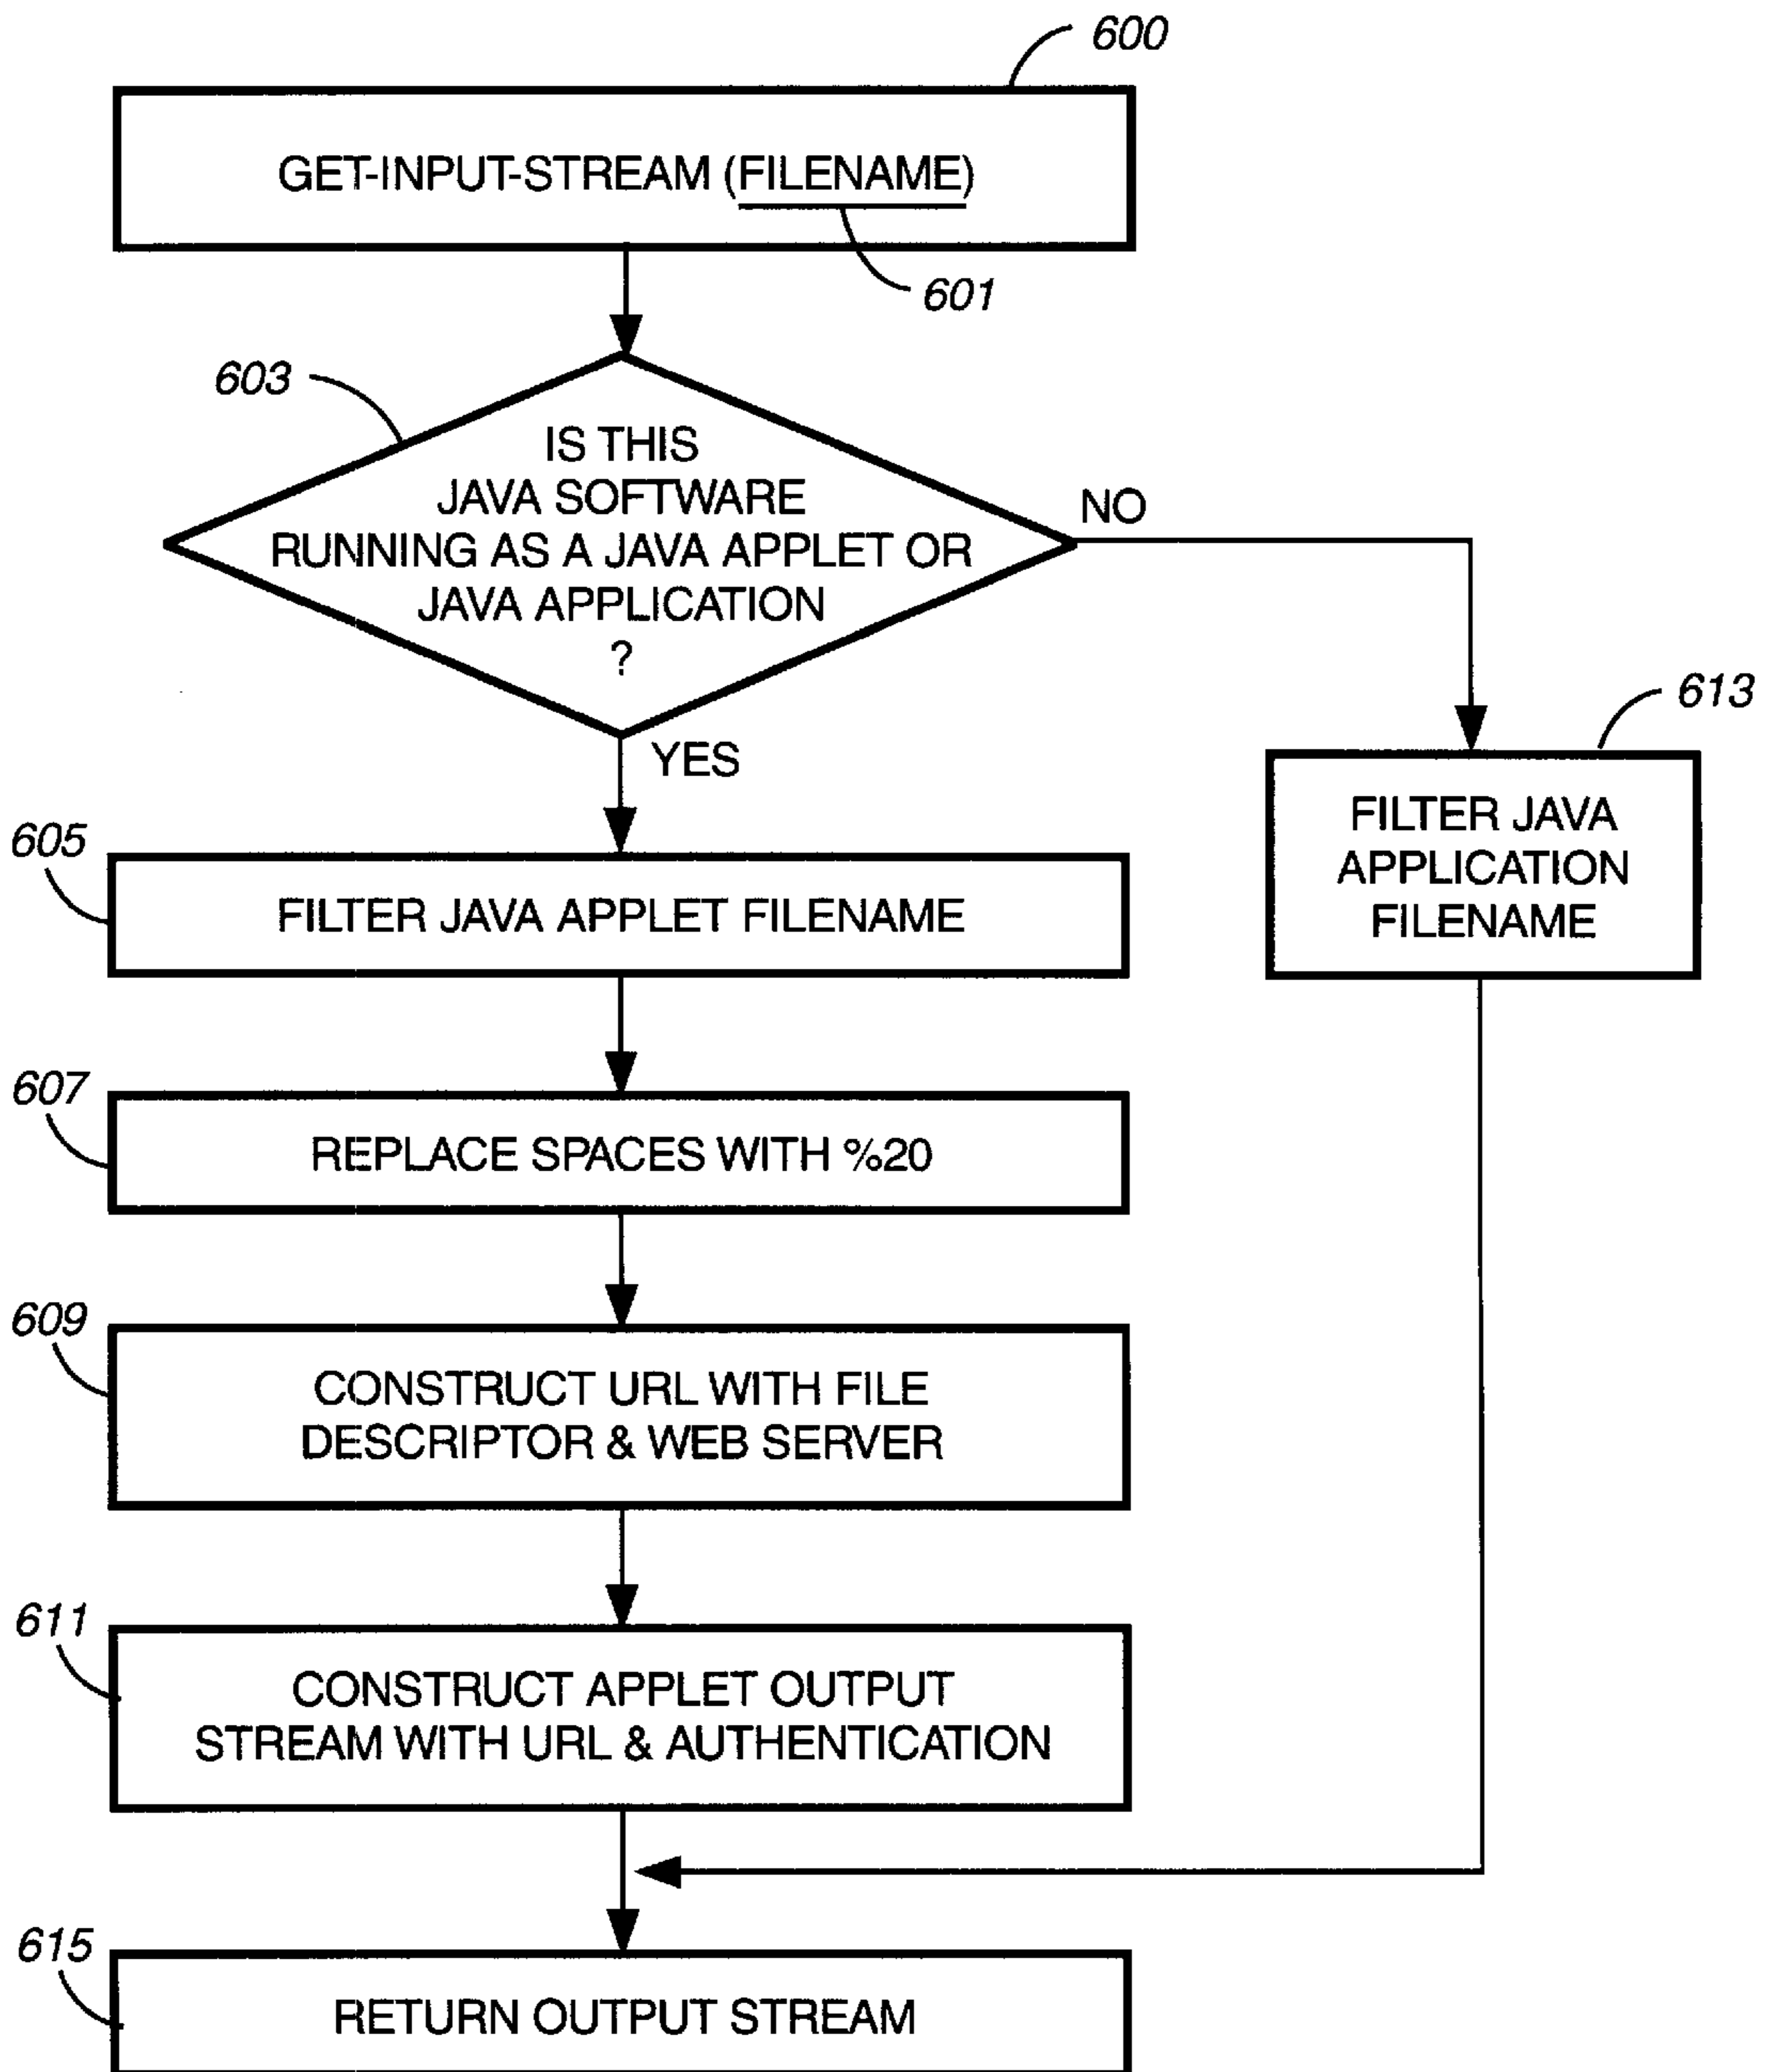 600
GET-INPUT-STREAM (FILENAME)
601
603
IS THIS
JAVA SOFTWARE
RUNNING AS A JAVA APPLET OR
JAVA APPLICATION
?
NO
YES
613
FILTER JAVA
APPLICATION
FILENAME
605
FILTER JAVA APPLET FILENAME
607
REPLACE SPACES WITH %20
609
CONSTRUCT URL WITH FILE
DESCRIPTOR & WEB SERVER
611
CONSTRUCT APPLET OUTPUT
STREAM WITH URL & AUTHENTICATION
615
RETURN OUTPUT STREAM